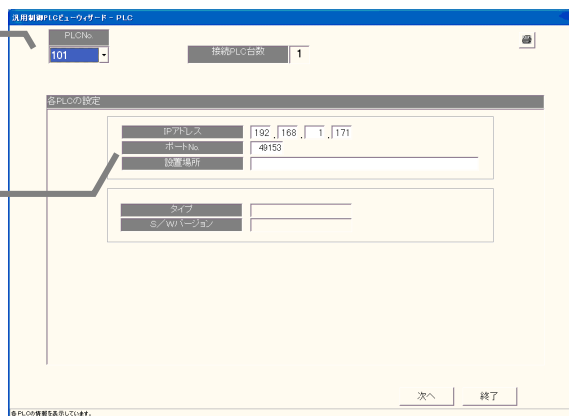 汎用制御PLCビューウィザード - PLC
PLCNo.
101
接続PLC台数 1
各PLCの設定
IPアドレス 192 . 168 . 1 . 171
ポートNo. 49153
設置場所
タイプ
S/Wバージョン
次へ 終了
各PLCの情報を表示しています。